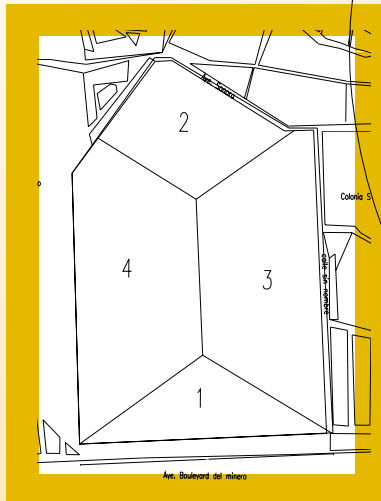 Ave. Sonora
2
Colonia S
o
4
3
calle sin nombre
1
Ave. Boulevard del minero